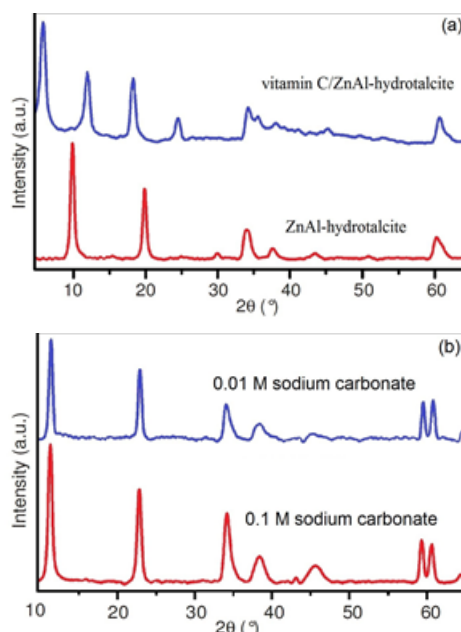 (a)
vitamin C/ZnAl-hydrotalcite
Intensity (a.u.)
ZnAl-hydrotalcite
10 20 30 40 50 60
2θ (°)
(b)
0.01 M sodium carbonate
Intensity (a.u.)
0.1 M sodium carbonate
10 20 30 40 50 60
2θ (°)